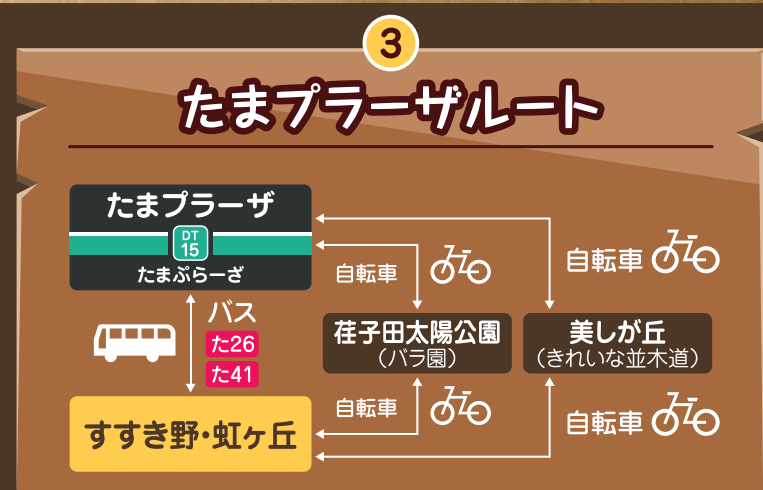 3
たまプラーザルート
たまプラーザ
DT
15
たまぷらーざ
自転車
自転車
バス
た26
た41
荏子田太陽公園
（バラ園）
美しが丘
（きれいな並木道）
自転車
自転車
すすき野・虹ヶ丘